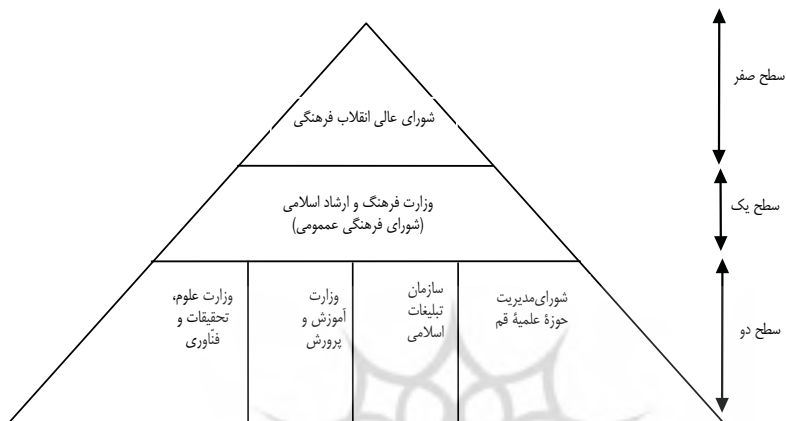 سطح صفر
شورای عالی انقلاب فرهنگی
سطح یک
وزارت فرهنگ و ارشاد اسلامی
(شورای فرهنگی عممومی)
سطح دو
شورای‌مدیریت
حوزهٔ علمیهٔ قم
سازمان
تبلیغات
اسلامی
وزارت
آموزش و
پرورش
وزارت علوم،
تحقیقات و
فنّاوری